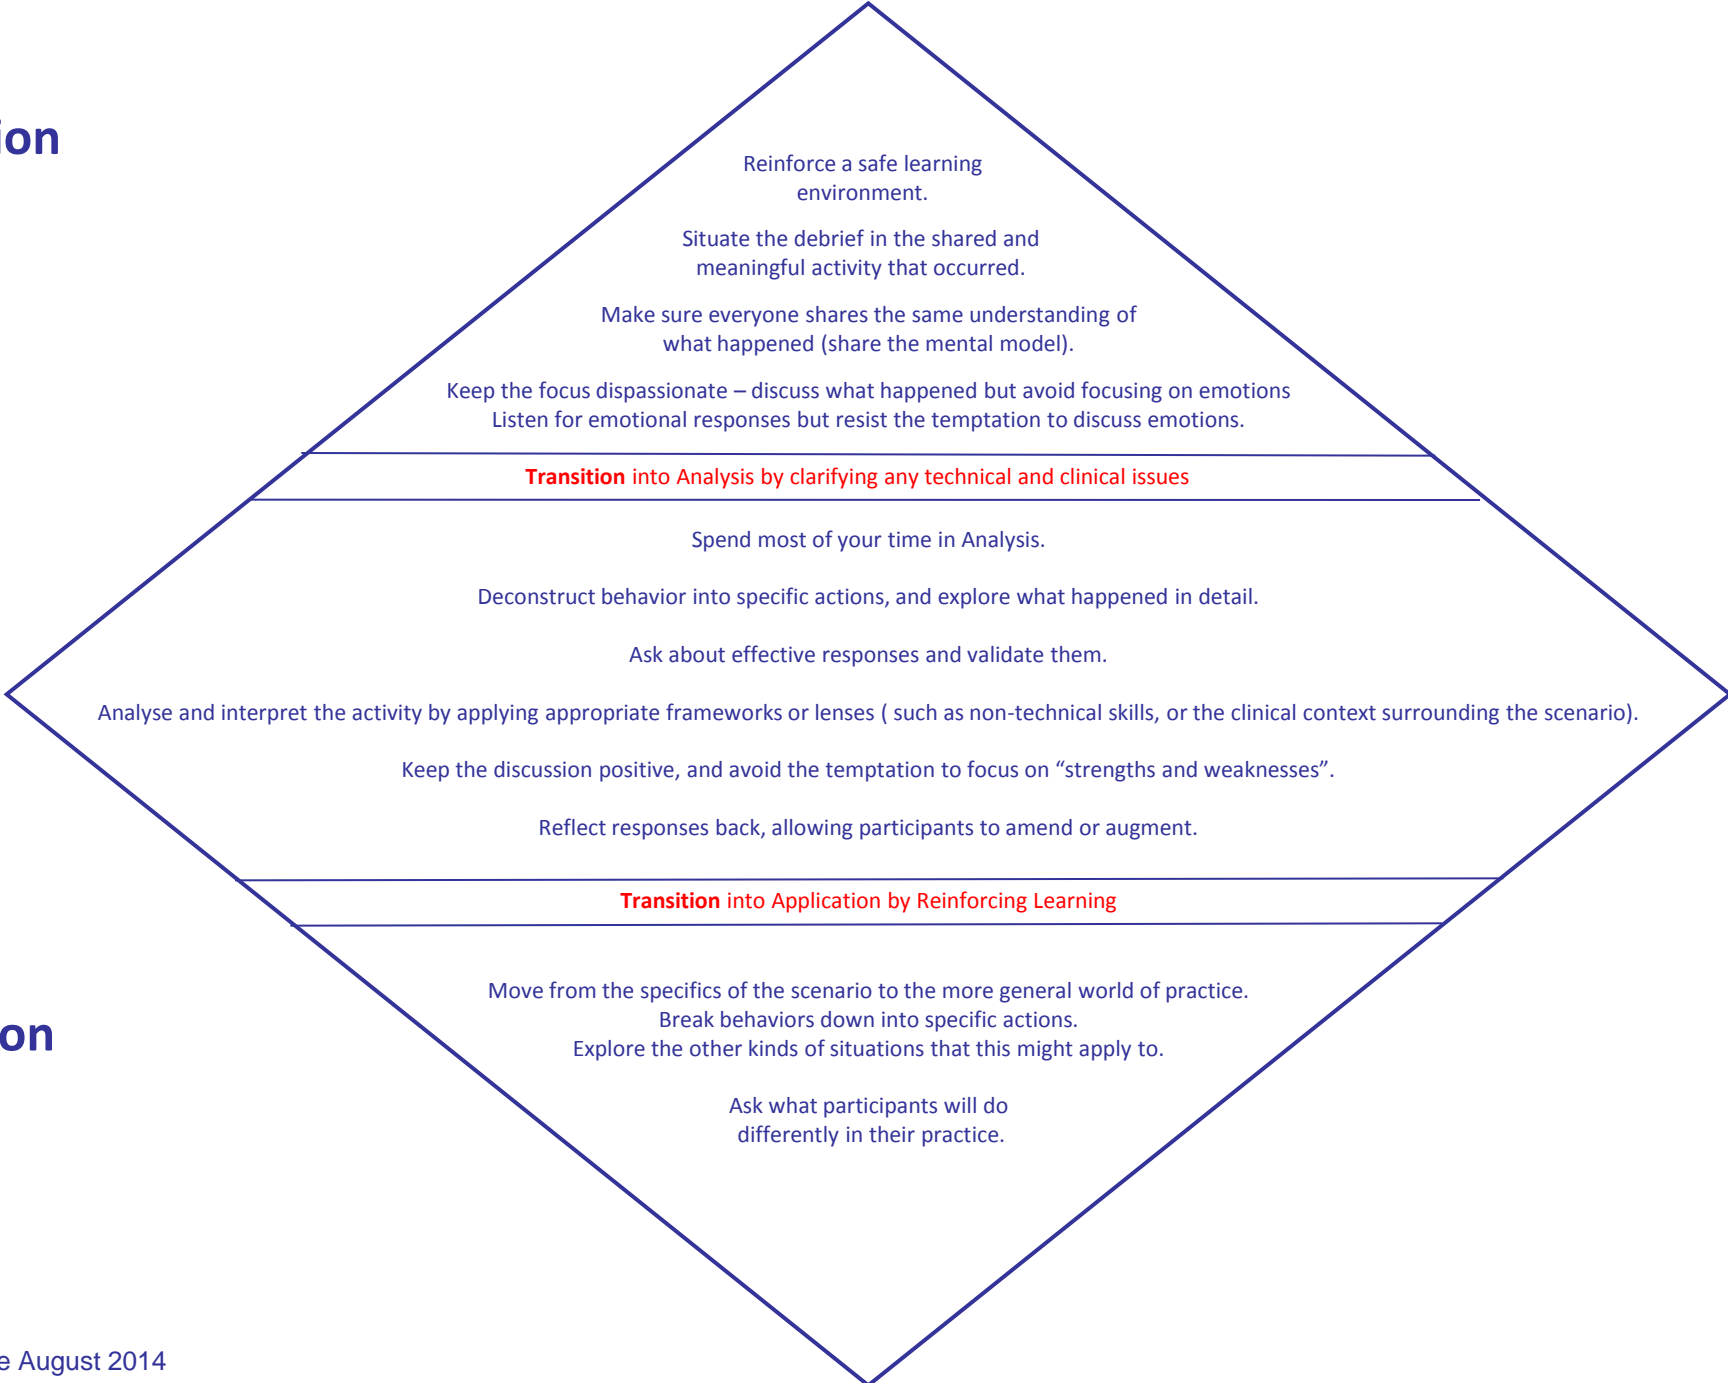 ion
Reinforce a safe learning
environment.
Situate the debrief in the shared and
meaningful activity that occurred.
Make sure everyone shares the same understanding of
what happened (share the mental model).
Keep the focus dispassionate – discuss what happened but avoid focusing on emotions
Listen for emotional responses but resist the temptation to discuss emotions.
Transition into Analysis by clarifying any technical and clinical issues
Spend most of your time in Analysis.
Deconstruct behavior into specific actions, and explore what happened in detail.
Ask about effective responses and validate them.
Analyse and interpret the activity by applying appropriate frameworks or lenses ( such as non-technical skills, or the clinical context surrounding the scenario).
Keep the discussion positive, and avoid the temptation to focus on “strengths and weaknesses”.
Reflect responses back, allowing participants to amend or augment.
Transition into Application by Reinforcing Learning
Move from the specifics of the scenario to the more general world of practice.
Break behaviors down into specific actions.
on
Explore the other kinds of situations that this might apply to.
Ask what participants will do
differently in their practice.
e August 2014